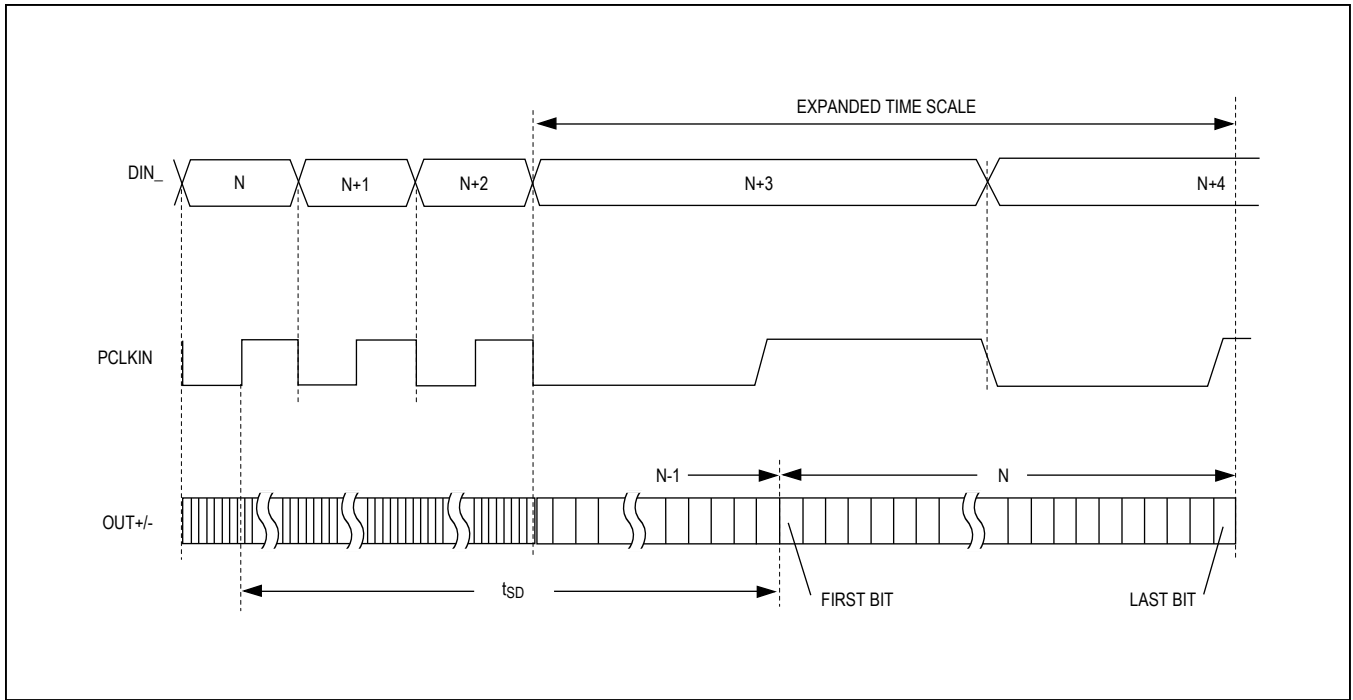 EXPANDED TIME SCALE
DIN_
N
N+1
N+2
N+3
N+4
PCLKIN
N-1
N
OUT+/-
tSD
FIRST BIT
LAST BIT